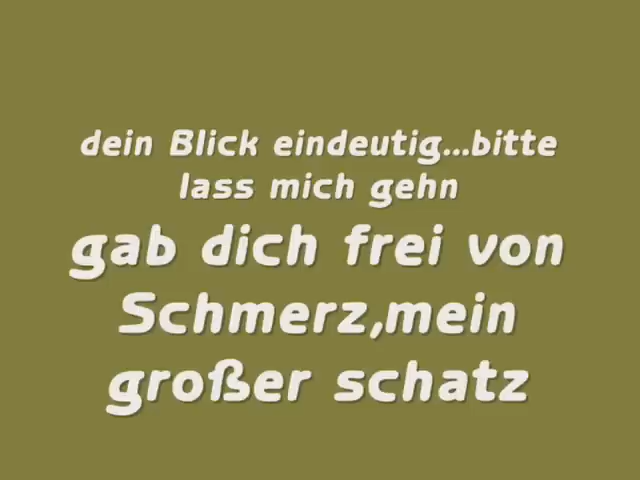 dein Blick eindeutig...bitte
lass mich gehn
gab dich frei von
Schmerz,mein
großer schatz